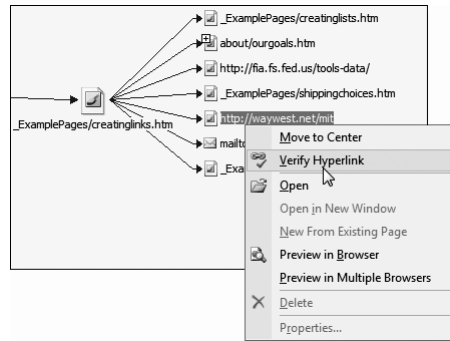 _ExamplePages/creatinglists.htm
about/ourgoals.htm
http://fia.fs.fed.us/tools-data/
_ExamplePages/shippingchoices.htm
_ExamplePages/creatinglinks.htm
http://waywest.net/mit
mailto
_Exa
Move to Center
Verify Hyperlink
Open
Open in New Window
New From Existing Page
Preview in Browser
Preview in Multiple Browsers
Delete
Properties...